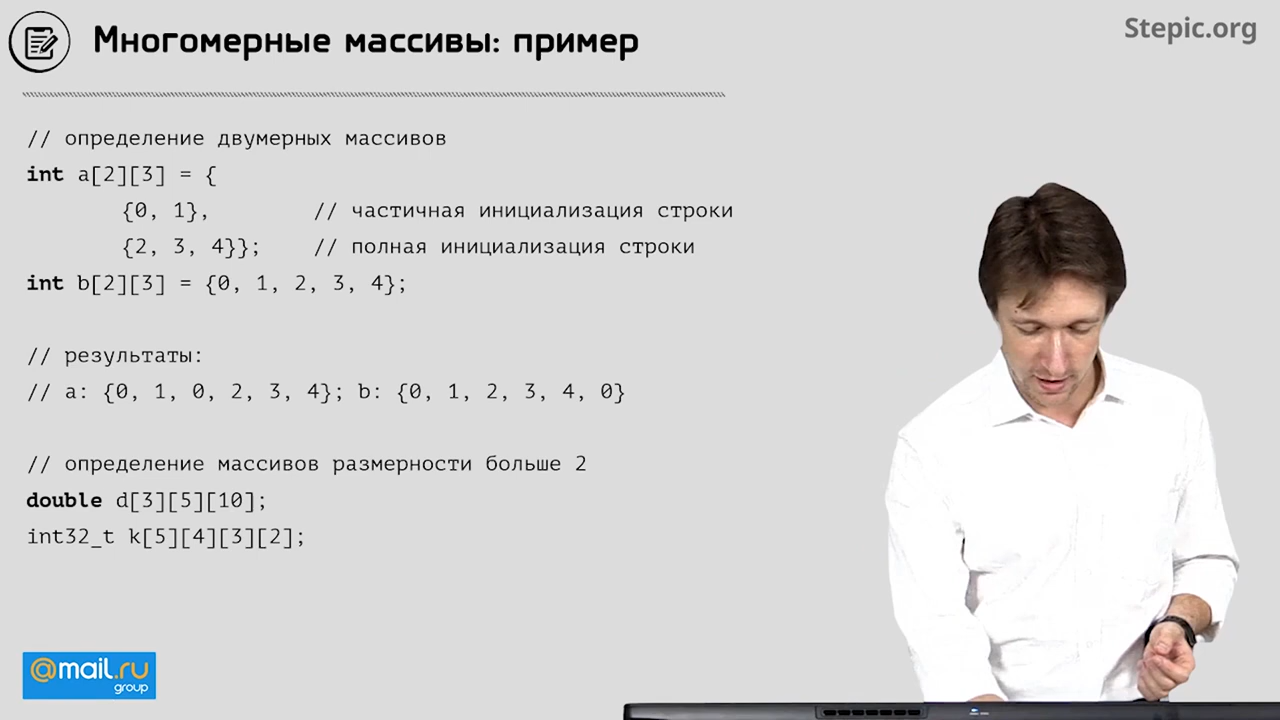 Многомерные массивы: пример
Stepic.org
// определение двумерных массивов
int a[2][3] = {
{0, 1}, // частичная инициализация строки
{2, 3, 4}}; // полная инициализация строки
int b[2][3] = {0, 1, 2, 3, 4};
// результаты:
// a: {0, 1, 0, 2, 3, 4}; b: {0, 1, 2, 3, 4, 0}
// определение массивов размерности больше 2
double d[3][5][10];
int32_t k[5][4][3][2];
@mail.ru
group